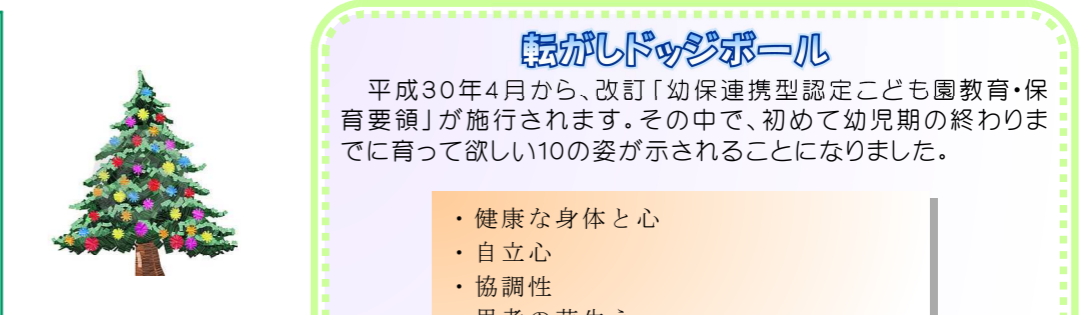 転がしドッジボール
平成30年4月から、改訂「幼保連携型認定こども園教育・保
育要領」が施行されます。その中で、初めて幼児期の終わりま
でに育って欲しい10の姿が示されることになりました。
・健康な身体と心
・自立心
・協調性